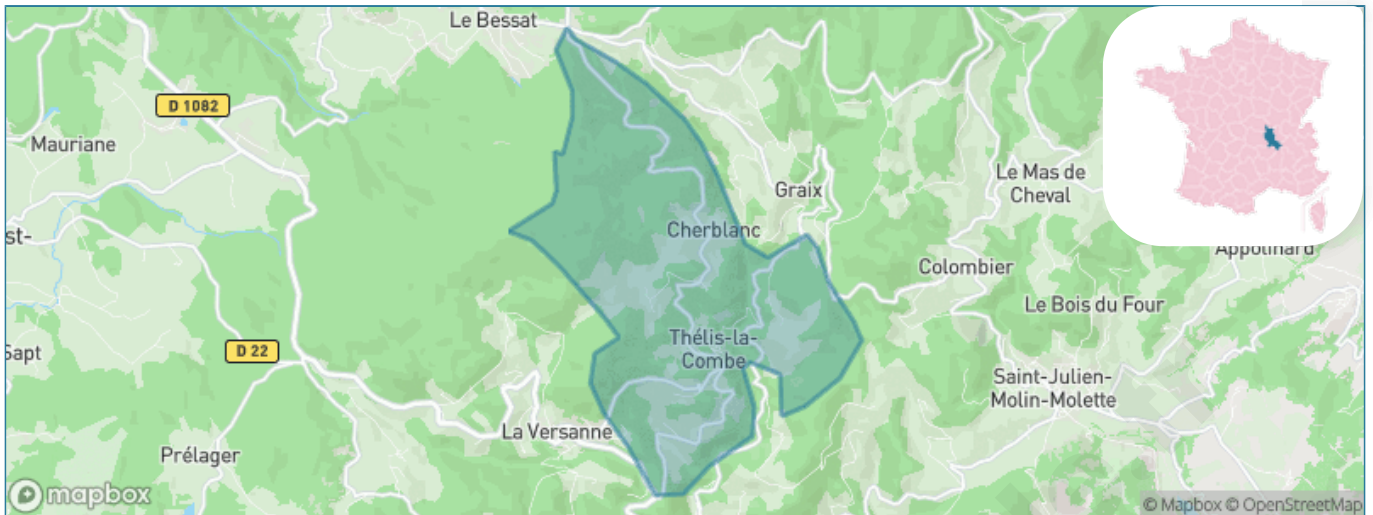 Le Bessat
D 1082
Mauriane
Le Mas de
Cheval
Graix
st-
Cherblanc
Appolinard
Colombier
Le Bois du Four
Thélis-la-
Combe
Sapt
D 22
Saint-Julien-
Molin-Molette
La Versanne
Prélager
mapbox
© Mapbox © OpenStreetMap